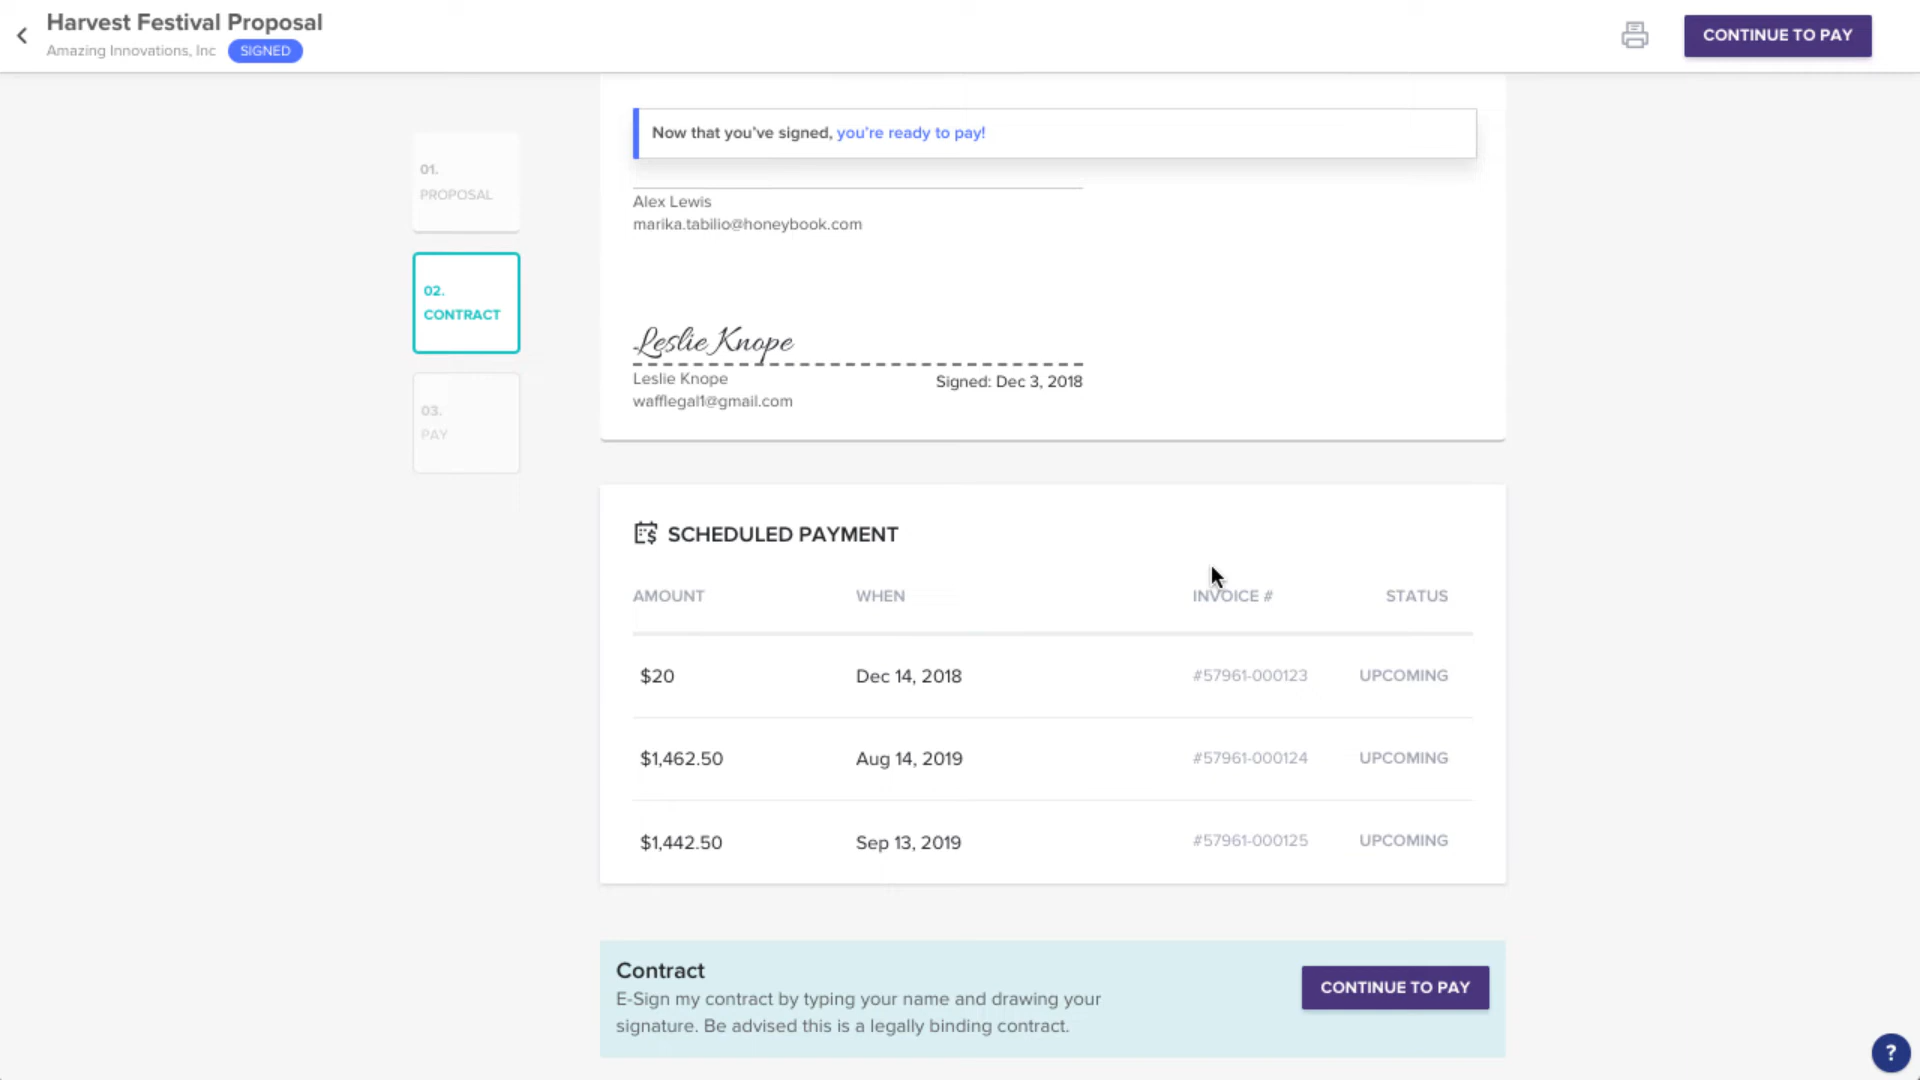 Harvest Festival Proposal
Amazing Innovations, Inc SIGNED
CONTINUE TO PAY
Now that you've signed, you're ready to pay!
01.
PROPOSAL
02.
CONTRACT
03.
PAY
Alex Lewis
marika.tabilio@honeybook.com
Leslie Knope
Leslie Knope
Signed: Dec 3, 2018
wafflegal1@gmail.com
SCHEDULED PAYMENT
AMOUNT WHEN INVOICE # STATUS
$20 Dec 14, 2018 #57961-000123 UPCOMING
$1,462.50 Aug 14, 2019 #57961-000124 UPCOMING
$1,442.50 Sep 13, 2019 #57961-000125 UPCOMING
Contract
E-Sign my contract by typing your name and drawing your
signature. Be advised this is a legally binding contract.
CONTINUE TO PAY
?